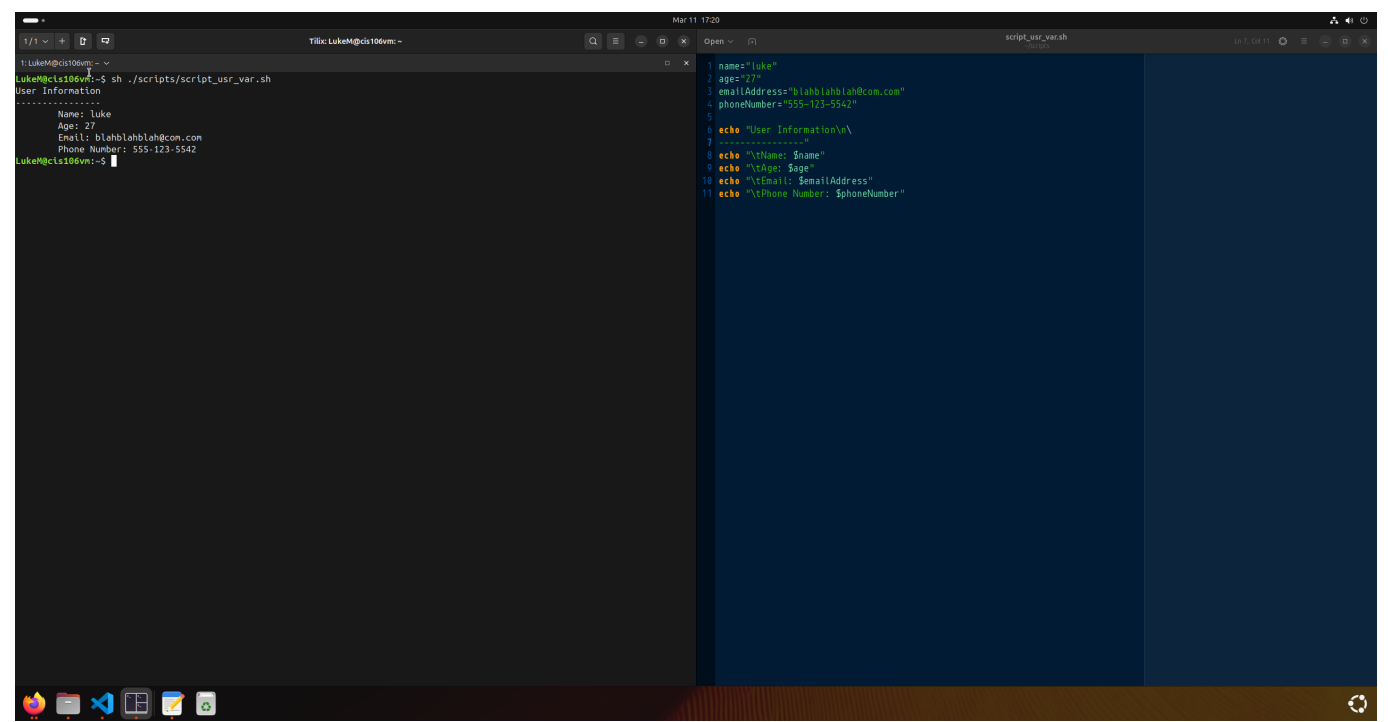 Mar 11 17:20
1/1
Tilix: LukeM@cis106vm: ~
1: LukeM@cis106vm: ~
LukeM@cis106vm:~$ sh ./scripts/script_usr_var.sh
User Information
----------------
Name: luke
Age: 27
Email: blahblahblah@com.com
Phone Number: 555-123-5542
LukeM@cis106vm:~$
Open
script_usr_var.sh
~/scripts
Ln 7, Col 11
1 name="luke"
2 age="27"
3 emailAddress="blahblahblah@com.com"
4 phoneNumber="555-123-5542"
5
6 echo "User Information\n\
7 ----------------"
8 echo "\tName: $name"
9 echo "\tAge: $age"
10 echo "\tEmail: $emailAddress"
11 echo "\tPhone Number: $phoneNumber"